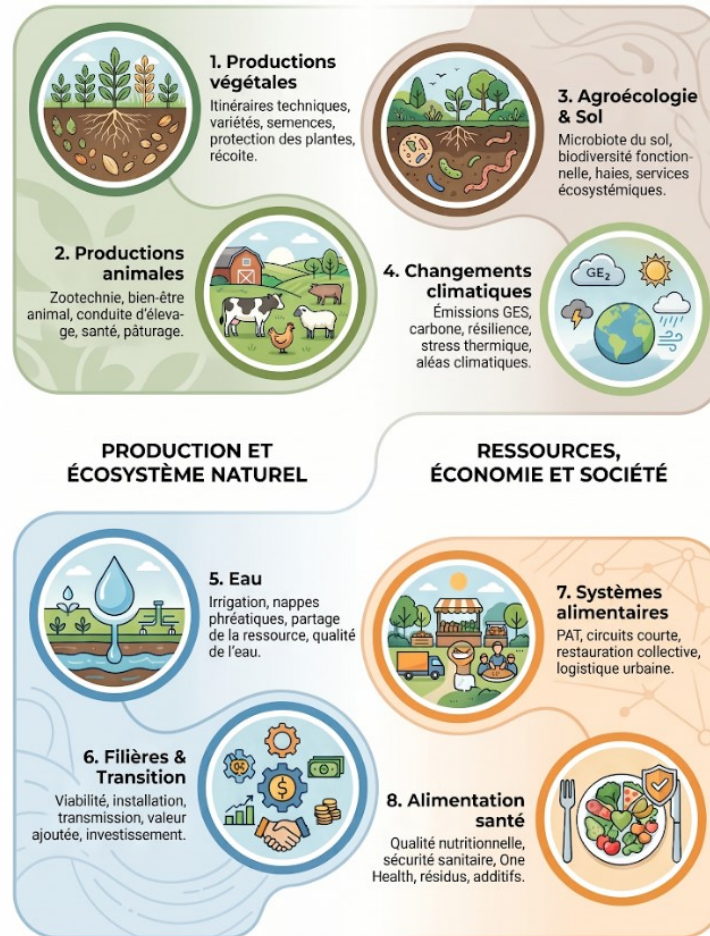 1. Productions
végétales
Itinéraires techniques,
variétés, semences,
protection des plantes,
récoite.
2. Productions
animales
Zootechnie, bien-être
animal, conduite d'éleva-
ge, santé, pâturage.
3. Agroécologie
& Sol
Microbiote du sol,
biodiversité fonction-
nelle, haies, services
écosystémiques.
4. Changements
climatiques
Émissions GES,
carbone, résilience,
stress thermique,
aléas climatiques.
GE₂
PRODUCTION ET
ÉCOSYSTÈME NATUREL
RESSOURCES,
ÉCONOMIE ET SOCIÉTÉ
5. Eau
Irrigation, nappes
phréatiques, partage
de la ressource, qualité
de l'eau.
6. Filières &
Transition
Viabilité, installation,
transmission, valeur
ajoutée, investissement.
$
7. Systèmes
alimentaires
PAT, circuits courte,
restauration collective,
logistique urbaine.
8. Alimentation
santé
Qualité nutritionnelle,
sécurité sanitaire, One
Health, résidus, additifs.